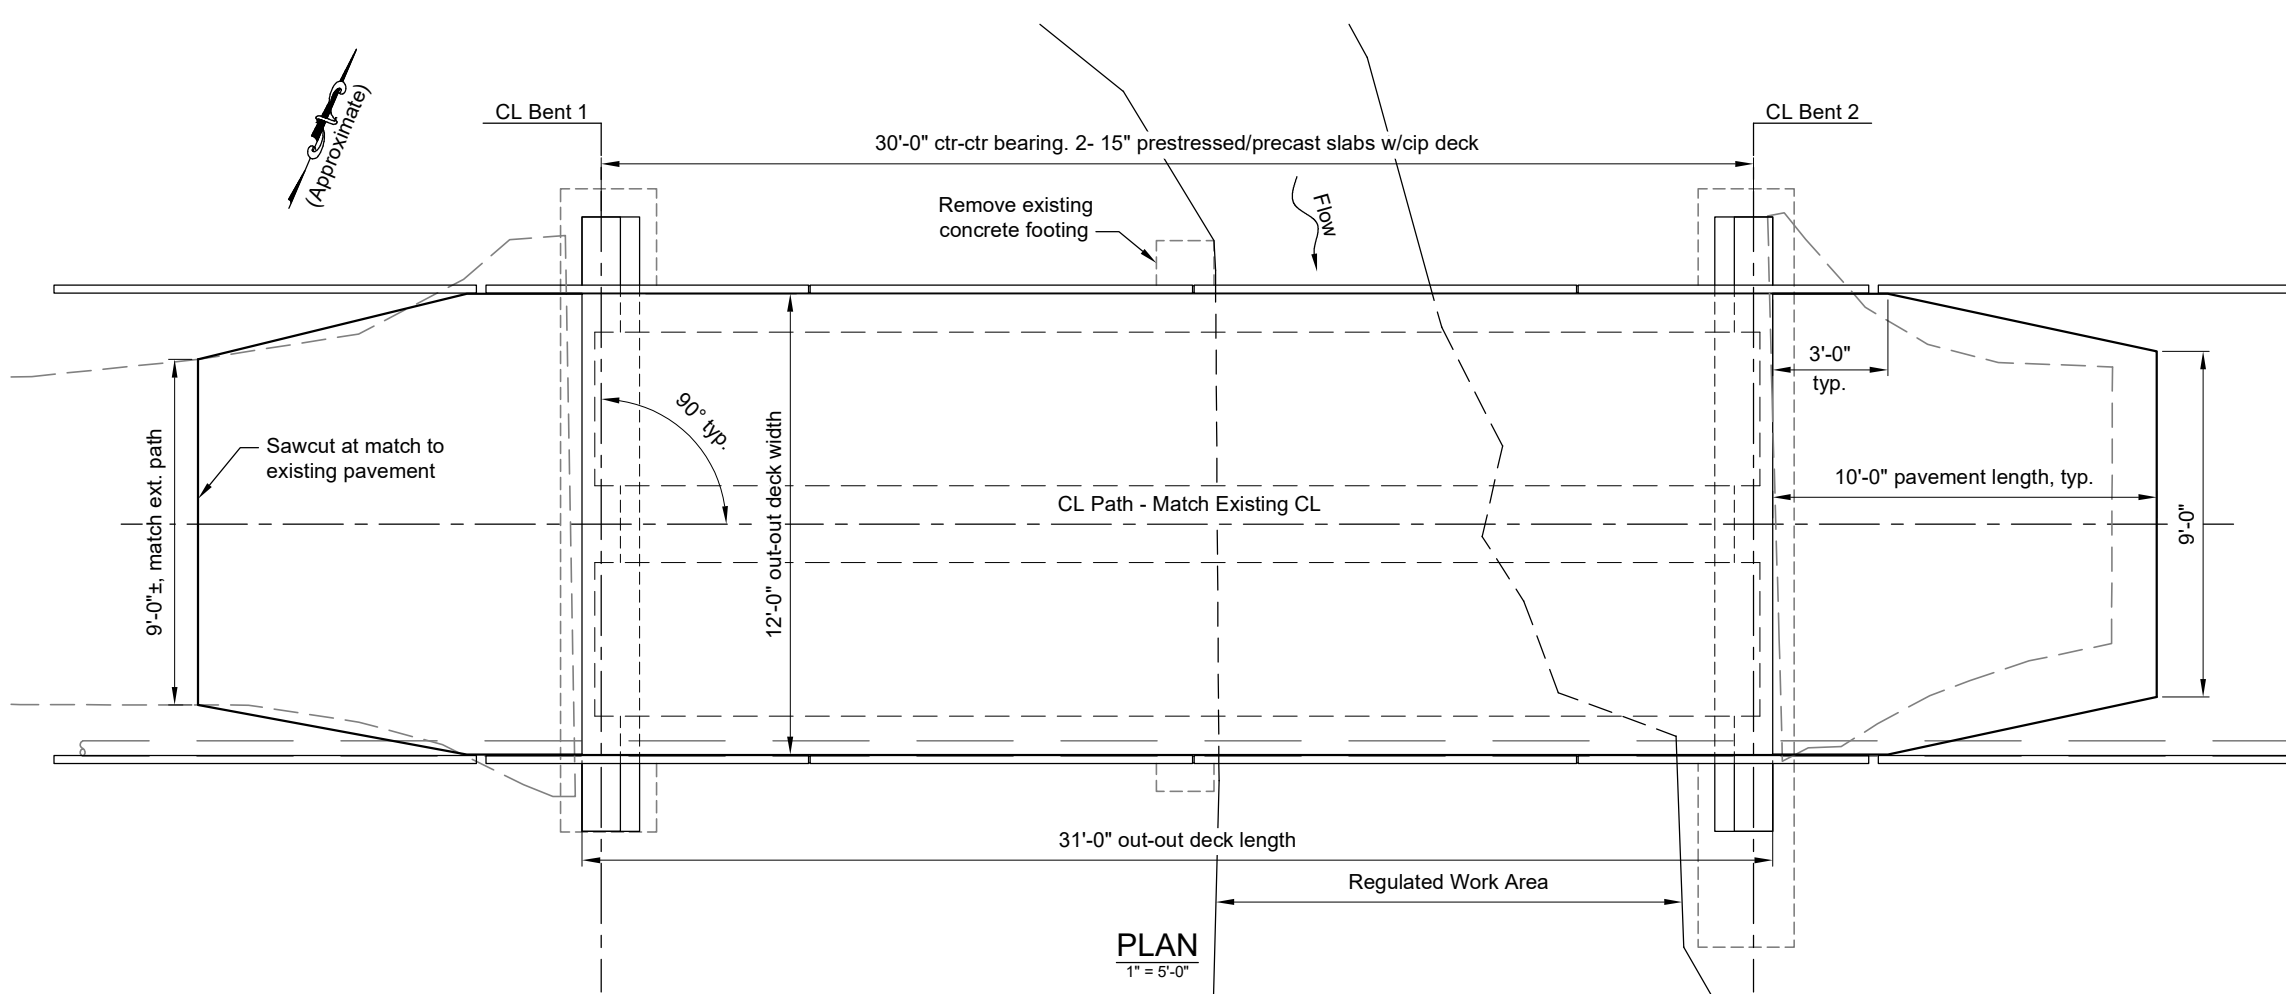 (Approximate)
CL Bent 1
CL Bent 2
30'-0" ctr-ctr bearing. 2- 15" prestressed/precast slabs w/cip deck
Remove existing
concrete footing
Flow
3'-0"
typ.
90° typ.
Sawcut at match to
existing pavement
9'-0"±, match ext. path
12'-0" out-out deck width
CL Path - Match Existing CL
10'-0" pavement length, typ.
9'-0"
31'-0" out-out deck length
Regulated Work Area
PLAN
1" = 5'-0"